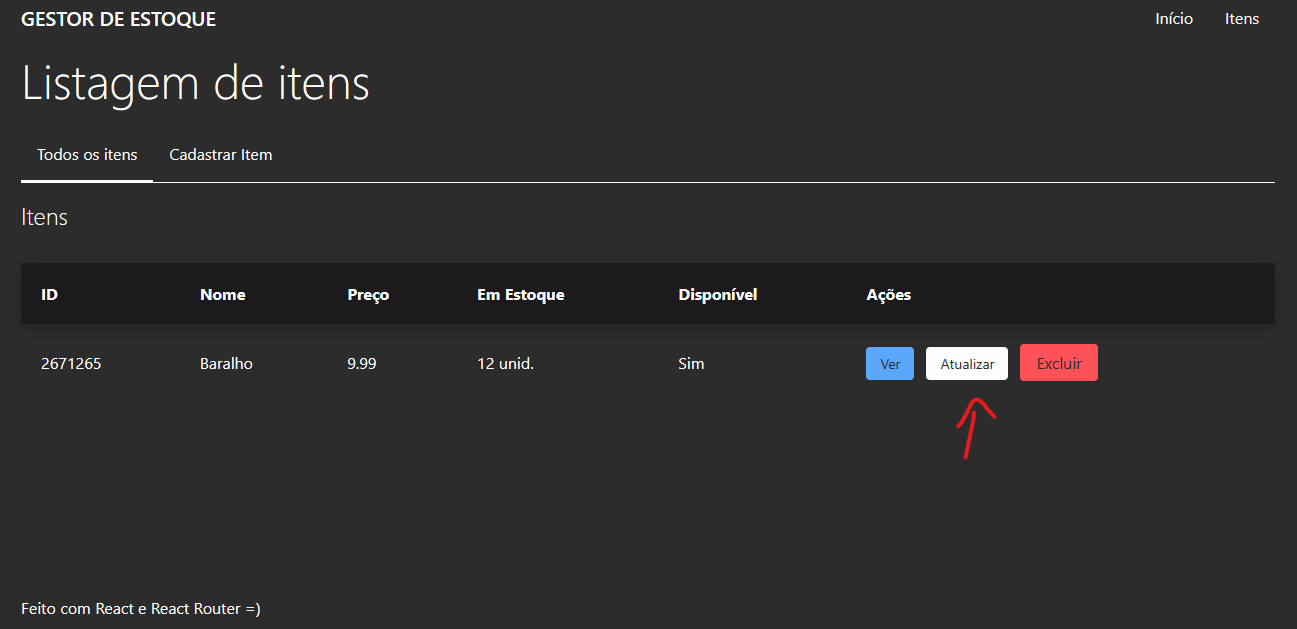 GESTOR DE ESTOQUE Início Itens
Listagem de itens
Todos os itens Cadastrar Item
Itens
ID Nome Preço Em Estoque Disponível Ações
2671265 Baralho 9.99 12 unid. Sim Ver Atualizar Excluir
Feito com React e React Router =)